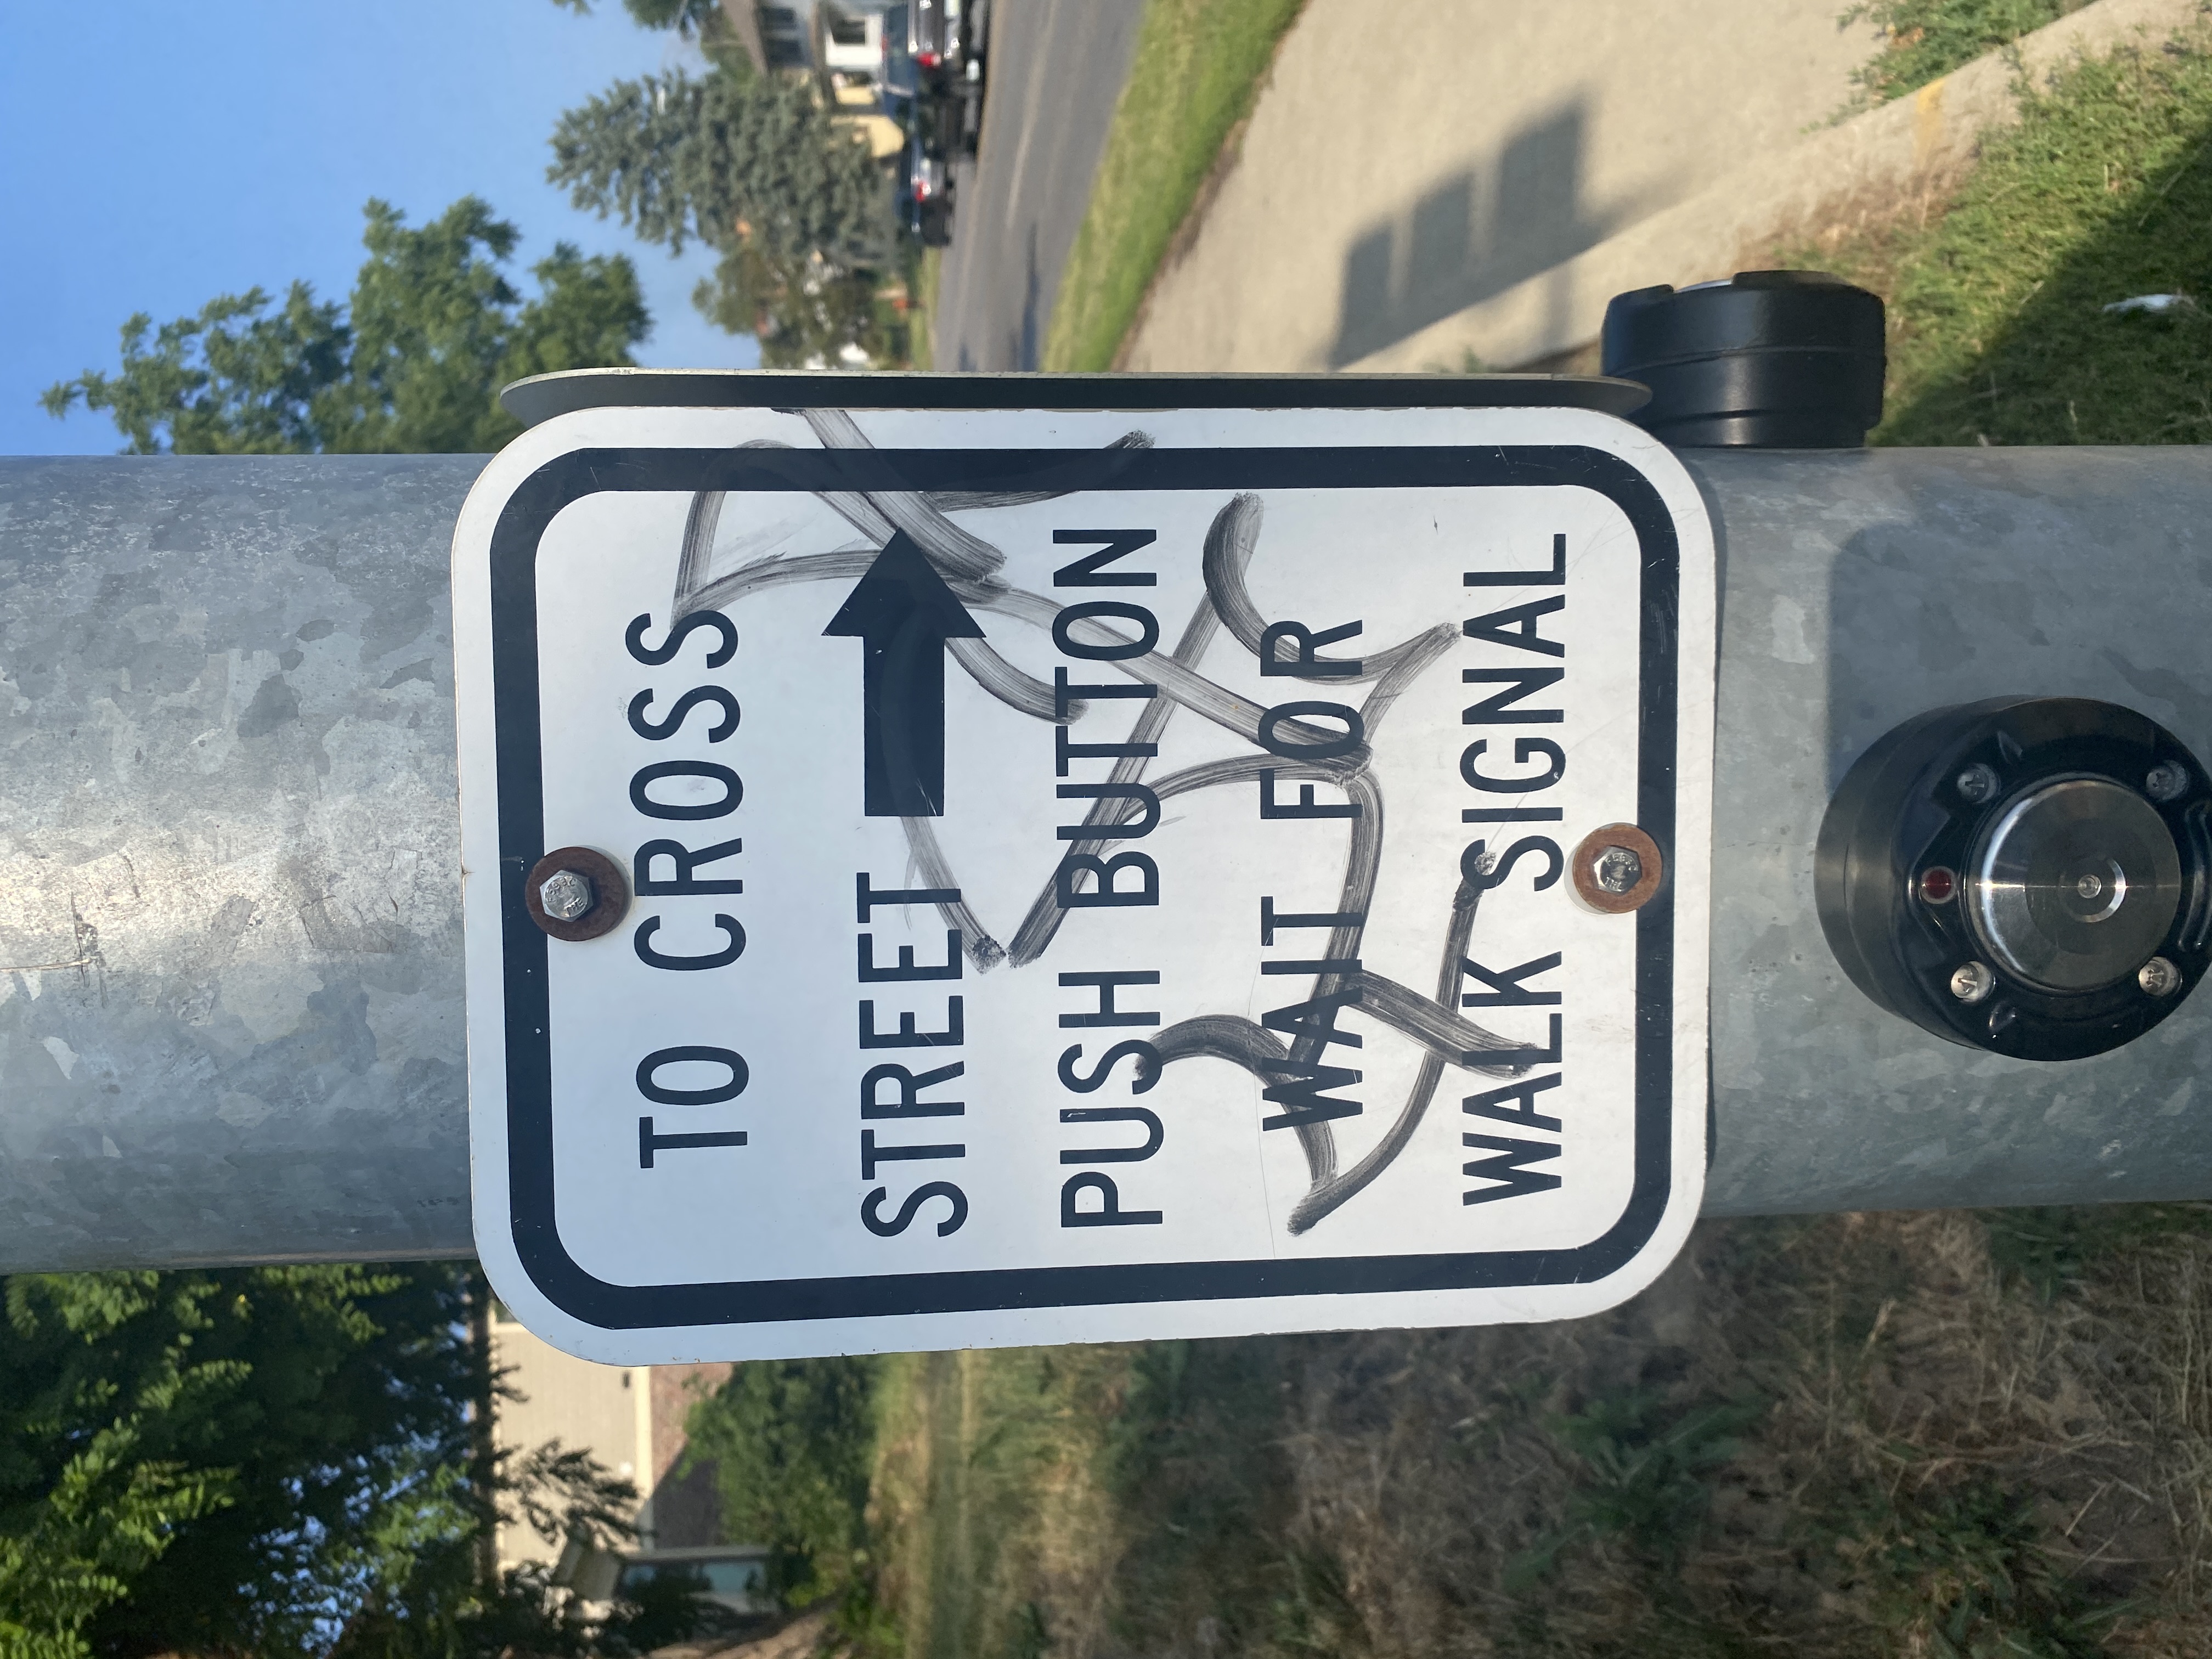 TO CROSS
STREET
PUSH BUTTON
WAIT FOR
WALK SIGNAL